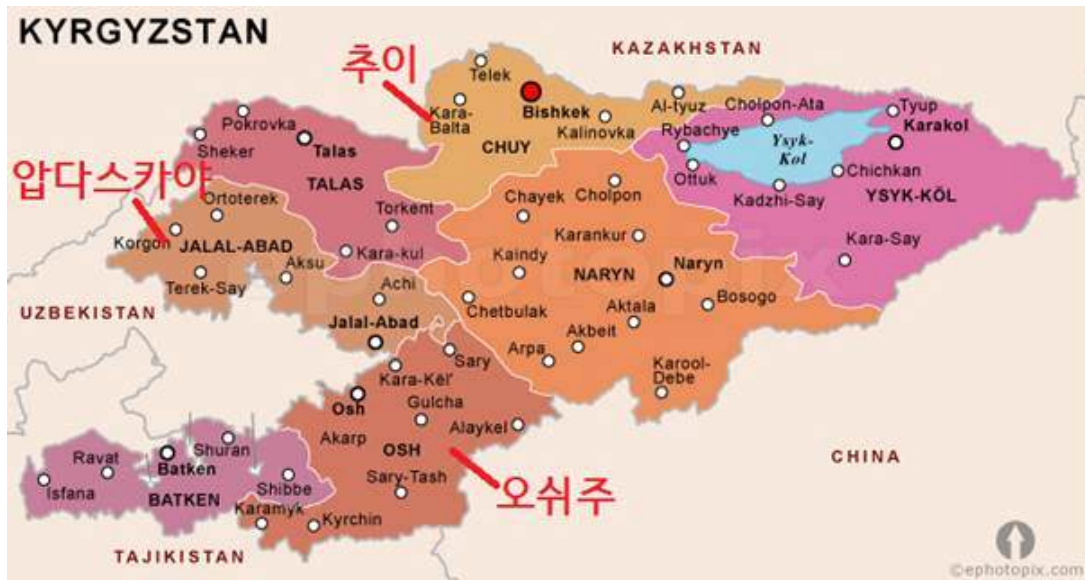 KYRGYZSTAN
KAZAKHSTAN
추이
Telek
Bishkek
Kara-
Balta
Kalinovka
CHUY
Al-tyuz
Cholpon-Ata
Tyup
Rybachye
Karakol
Ysyk-
Kol
Ottuk
Chichkan
Kadzhi-Say
YSYK-KÖL
Kara-Say
Pokrovka
Sheker
Talas
TALAS
압다스카야
Ortoterek
Torkent
Korgon
JALAL-ABAD
Kara-kul
Aksu
Terek-Say
Achi
Jalal-Abad
UZBEKISTAN
Chayek
Cholpon
Karankur
Kaindy
NARYN
Naryn
Bosogo
Chetbulak
Aktala
Akbeit
Arpa
Karool-
Debe
Sary
Kara-Kël'
Osh
Gulcha
Akarp
OSH
Alaykel
Sary-Tash
오쉬주
Shuran
Ravat
Batken
Isfana
BATKEN
Shibbe
Karamyk
Kyrchin
TAJIKISTAN
CHINA
ephotopix
©ephotopix.com